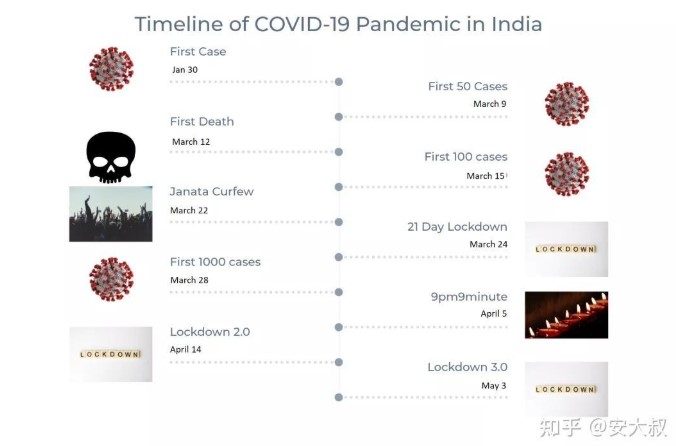 Timeline of COVID-19 Pandemic in India
First Case
Jan 30
First 50 Cases
March 9
First Death
March 12
First 100 cases
March 15
Janata Curfew
March 22
21 Day Lockdown
March 24
LOCKDOWN
First 1000 cases
March 28
9pm9minute
April 5
Lockdown 2.0
April 14
LOCKDOWN
Lockdown 3.0
May 3
LOCKDOWN
知乎 @安大叔